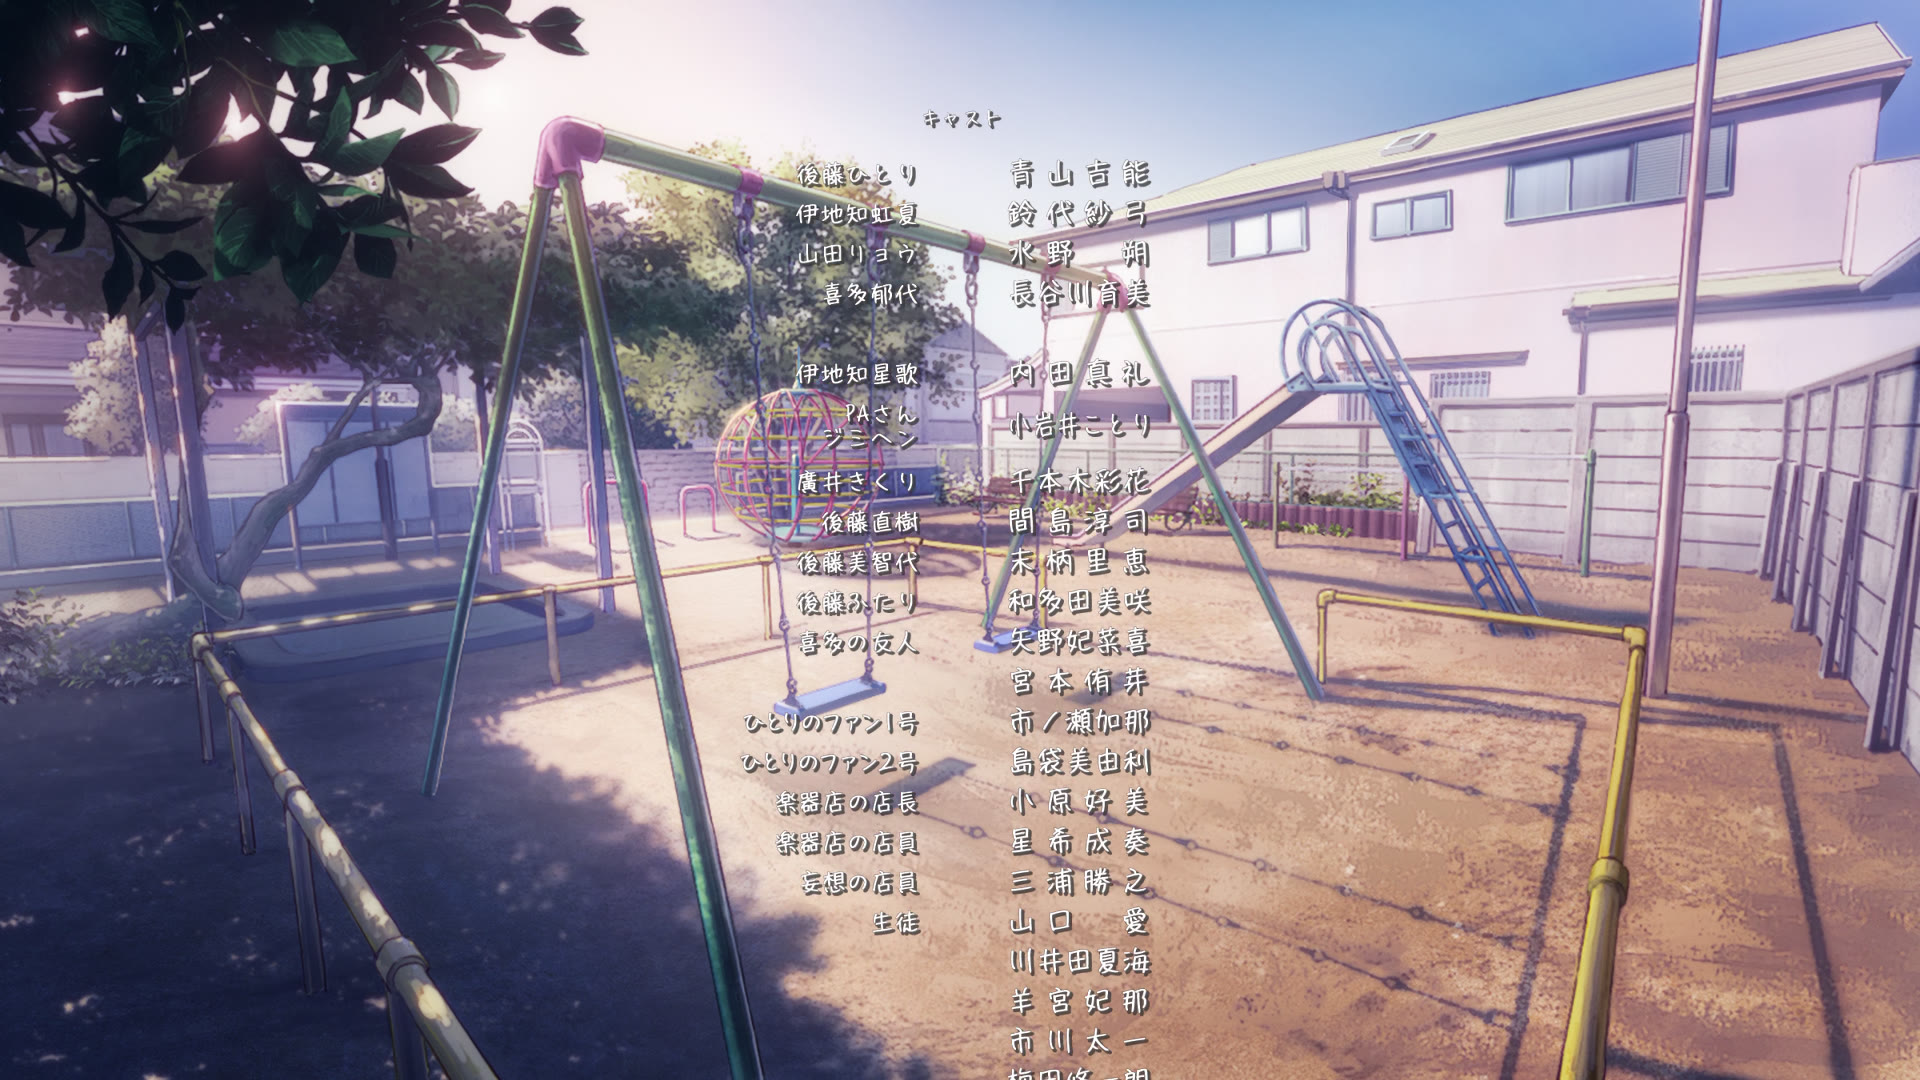 キャスト
後藤ひとり 青山吉能
伊地知虹夏 鈴代紗弓
山田リョウ 水野 朔
喜多郁代 長谷川育美
伊地知星歌 内田真礼
PAさん
ジミヘン 小岩井ことり
廣井きくり 千本木彩花
後藤直樹 間島淳司
後藤美智代 末柄里恵
後藤ふたり 和多田美咲
喜多の友人 矢野妃菜喜
宮本侑芽
ひとりのファン1号 市ノ瀬加那
ひとりのファン2号 島袋美由利
楽器店の店長 小原好美
楽器店の店員 星希成奏
妄想の店員 三浦勝之
生徒 山口 愛
川井田夏海
羊宮妃那
市川太一
梅田修一朗